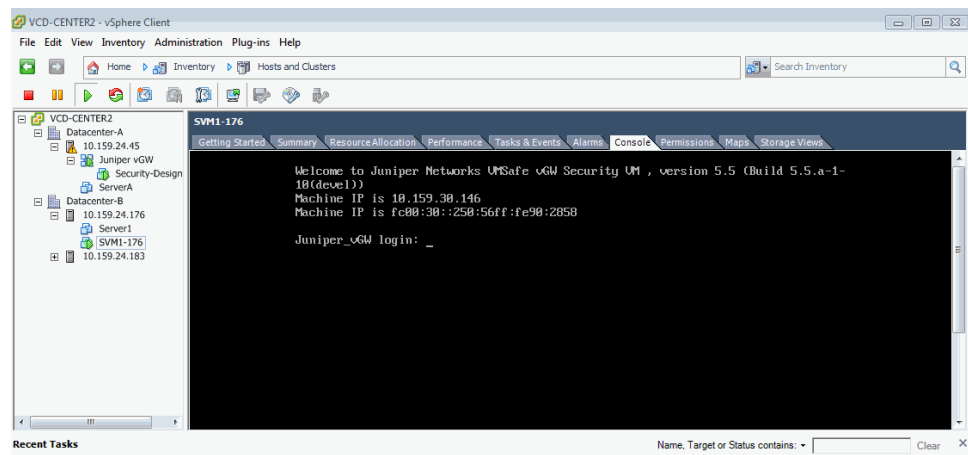 VCD-CENTER2 - vSphere Client
File Edit View Inventory Administration Plug-ins Help
Home Inventory Hosts and Clusters
Search Inventory
VCD-CENTER2
Datacenter-A
10.159.24.45
Juniper vGW
Security-Design
ServerA
Datacenter-B
10.159.24.176
Server1
SVM1-176
10.159.24.183
SVM1-176
Getting Started Summary Resource Allocation Performance Tasks & Events Alarms Console Permissions Maps Storage Views
Welcome to Juniper Networks VMSafe vGW Security VM , version 5.5 (Build 5.5.a-1-
10(devel))
Machine IP is 10.159.30.146
Machine IP is fc00:30::250:56ff:fe90:2858
Juniper_vGW login: _
Recent Tasks
Name, Target or Status contains:
Clear